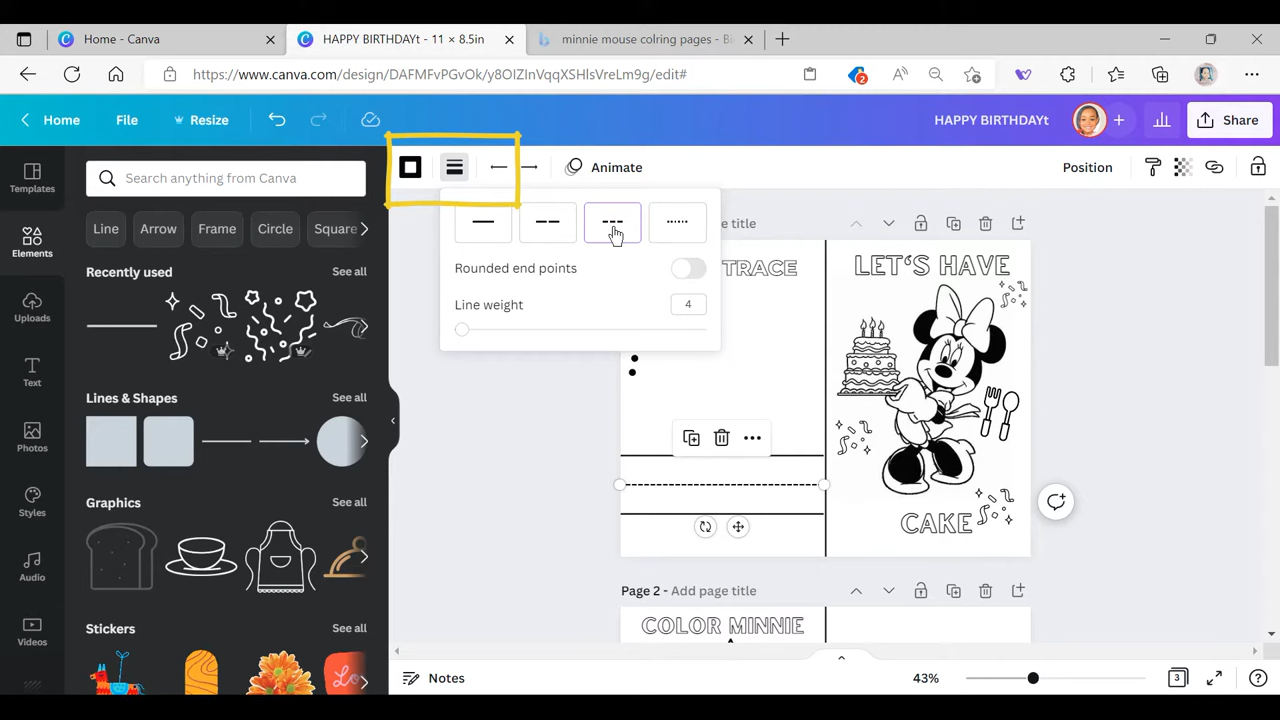 Home - Canva
HAPPY BIRTHDAYt - 11 × 8.5in
minnie mouse colring pages - Bi
https://www.canva.com/design/DAFMFvPGvOk/y8OIZInVqqXSHlsVreLm9g/edit#
2
Home
File
Resize
HAPPY BIRTHDAYt
Share
Animate
Position
Templates
Elements
Uploads
Text
Photos
Styles
Audio
Videos
Search anything from Canva
Line
Arrow
Frame
Circle
Square
Recently used
See all
Lines & Shapes
See all
Graphics
See all
Stickers
See all
Rounded end points
Line weight
4
page title
TRACE
LET'S HAVE
CAKE
Page 2 - Add page title
COLOR MINNIE
Notes
43%
3